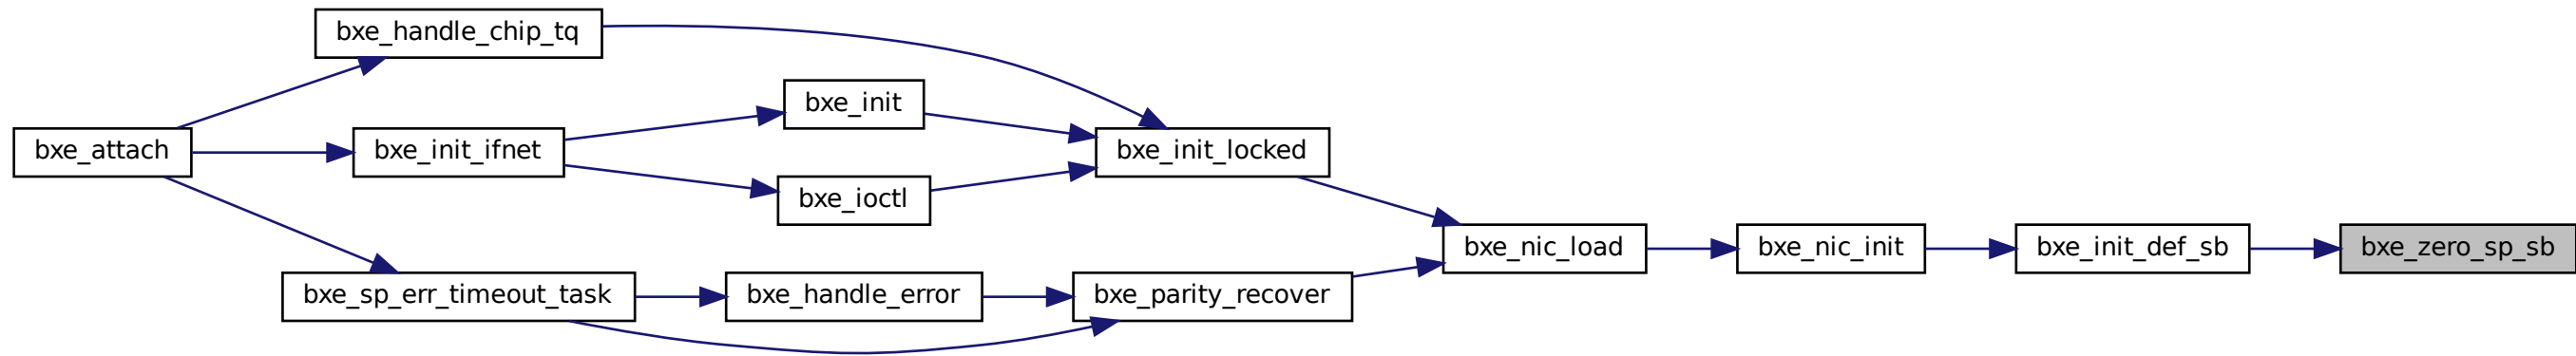 bxe_handle_chip_tq
bxe_init
bxe_attach
bxe_init_ifnet
bxe_init_locked
bxe_ioctl
bxe_nic_load
bxe_nic_init
bxe_init_def_sb
bxe_zero_sp_sb
bxe_sp_err_timeout_task
bxe_handle_error
bxe_parity_recover